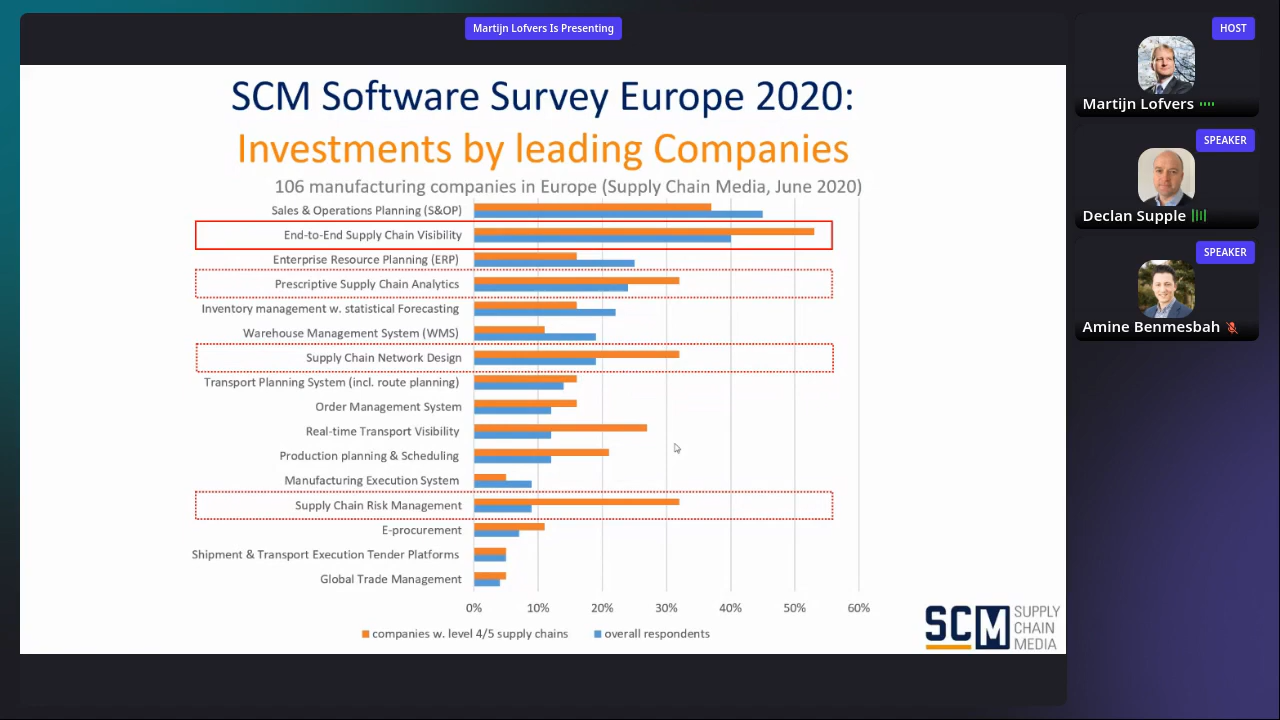 Martijn Lofvers Is Presenting
SCM Software Survey Europe 2020:
Investments by leading Companies
106 manufacturing companies in Europe (Supply Chain Media, June 2020)
Sales & Operations Planning (S&OP)
End-to-End Supply Chain Visibility
Enterprise Resource Planning (ERP)
Prescriptive Supply Chain Analytics
Inventory management w. statistical Forecasting
Warehouse Management System (WMS)
Supply Chain Network Design
Transport Planning System (incl. route planning)
Order Management System
Real-time Transport Visibility
Production planning & Scheduling
Manufacturing Execution System
Supply Chain Risk Management
E-procurement
Shipment & Transport Execution Tender Platforms
Global Trade Management
0% 10% 20% 30% 40% 50% 60%
companies w. level 4/5 supply chains overall respondents
SCM SUPPLY
CHAIN
MEDIA
HOST
Martijn Lofvers
SPEAKER
Declan Supple
SPEAKER
Amine Benmesbah